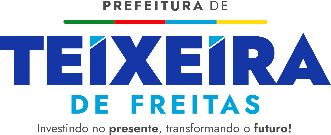 PREFEITURA DE
TEIXEIRA
DE FREITAS
Investindo no presente, transformando o futuro!